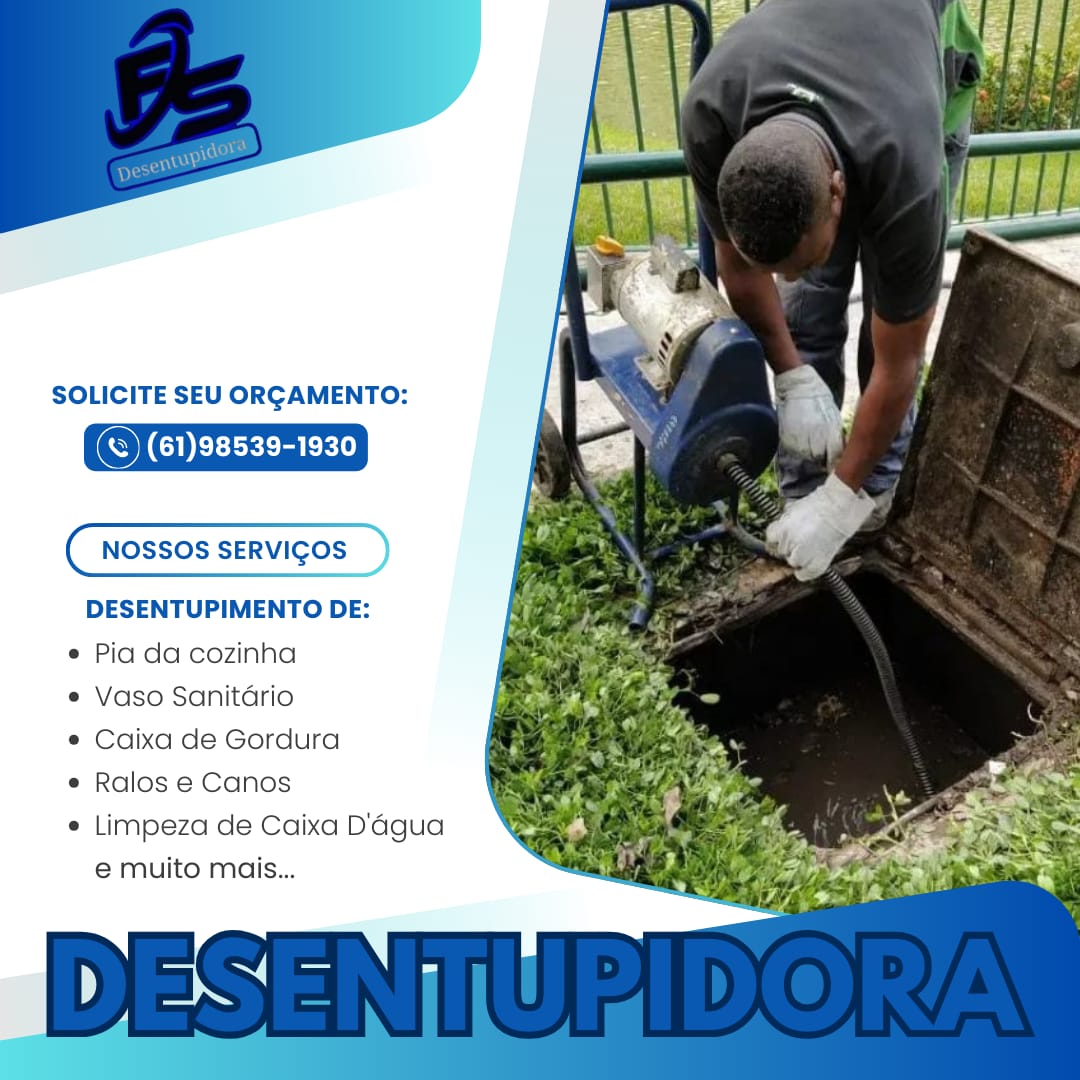 FJS
Desentupidora
SOLICITE SEU ORÇAMENTO:
(61)98539-1930
NOSSOS SERVIÇOS
DESENTUPIMENTO DE:
• Pia da cozinha
• Vaso Sanitário
• Caixa de Gordura
• Ralos e Canos
• Limpeza de Caixa D'água
e muito mais...
DESENTUPIDORA